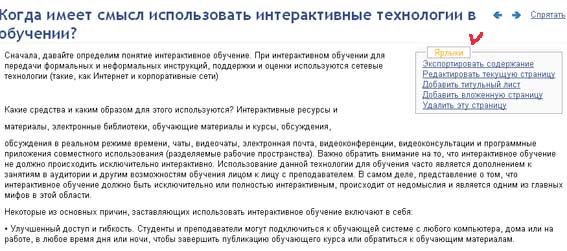 Когда имеет смысл использовать интерактивные технологии в
обучении?
Спрятать
Ярлыки
Экспортировать содержание
Редактировать текущую страницу
Добавить титульный лист
Добавить вложенную страницу
Удалить эту страницу
Сначала, давайте определим понятие интерактивное обучение. При интерактивном обучении для
передачи формальных и неформальных инструкций, поддержки и оценки используются сетевые
технологии (такие, как Интернет и корпоративные сети)
Какие средства и каким образом для этого используются? Интерактивные ресурсы и
материалы, электронные библиотеки, обучающие материалы и курсы, обсуждения,
обсуждения в реальном режиме времени, чаты, видеочаты, электронная почта, видеоконференции, видеоконсультации и программные
приложения совместного использования (разделяемые рабочие пространства). Важно обратить внимание на то, что интерактивное обучение
не должно происходить исключительно интерактивно. Использование данной технологии для обучения часто является дополнением к
занятиям в аудитории и другим возможностям обучения лицом к лицу с преподавателем. В самом деле, представление о том, что
интерактивное обучение должно быть исключительно или полностью интерактивным, происходит от недомыслия и является одним из главных
мифов в этой области.
Некоторые из основных причин, заставляющих использовать интерактивное обучение включают в себя:
• Улучшенный доступ и гибкость. Студенты и преподаватели могут подключиться к обучающей системе с любого компьютера, дома или на
работе, в любое время дня или ночи, чтобы завершить публикацию обучающего курса или обратиться к обучающим материалам.